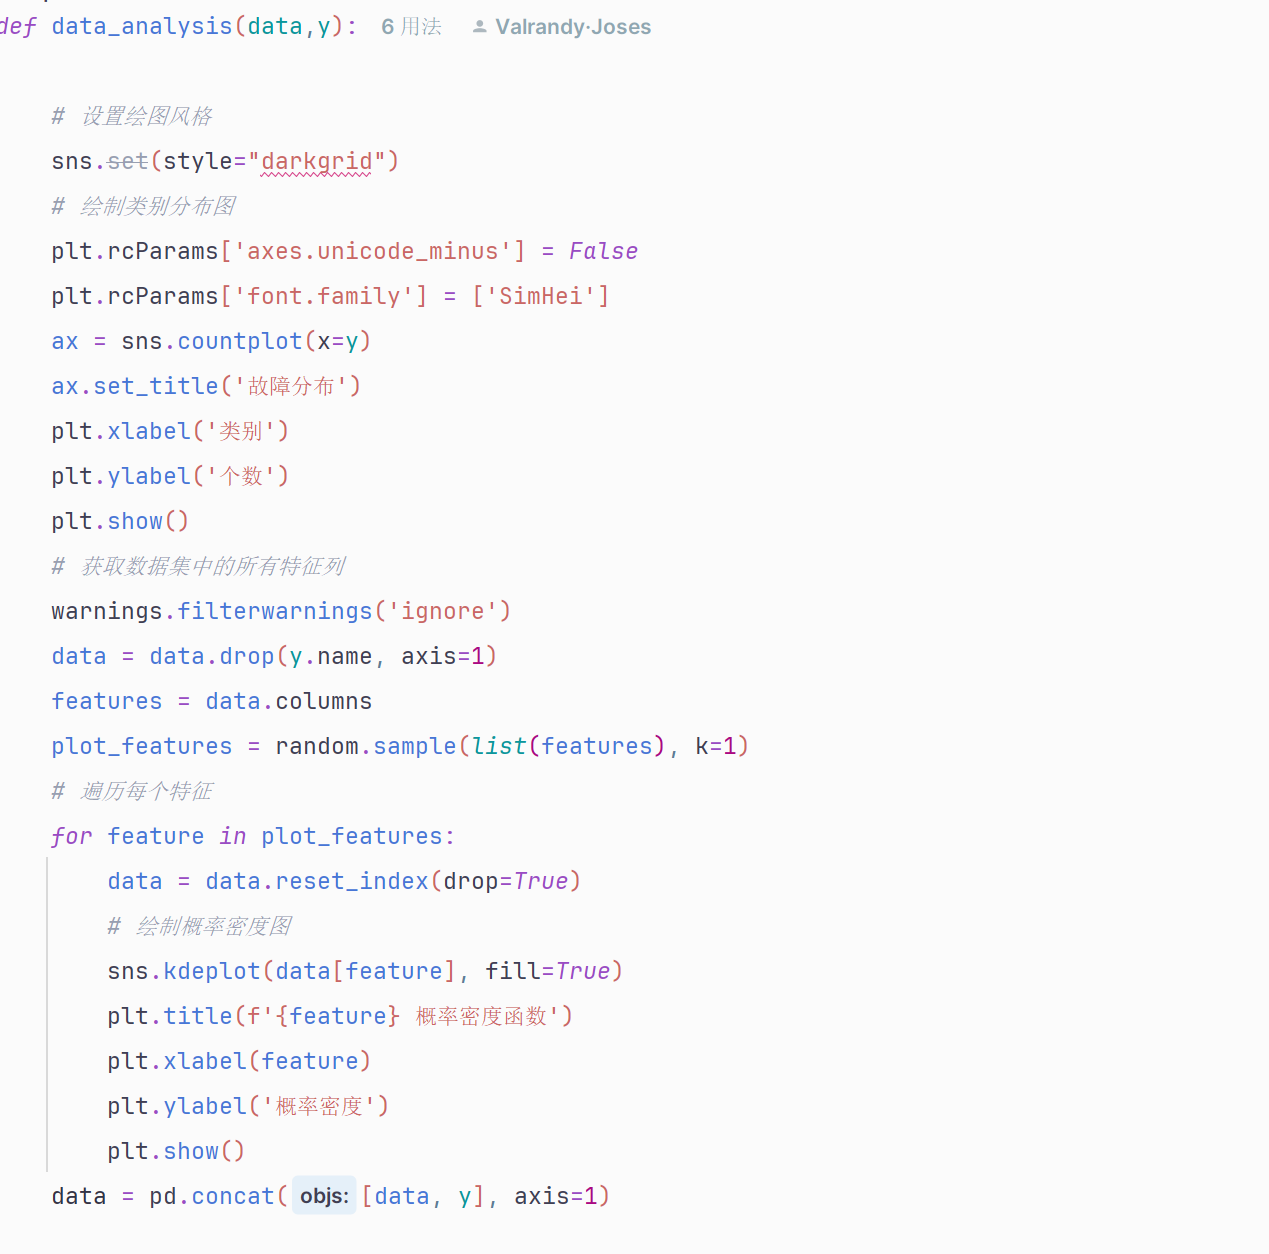 def data_analysis(data,y): 6 用法 Valrandy·Joses
# 设置绘图风格
sns.set(style="darkgrid")
# 绘制类别分布图
plt.rcParams['axes.unicode_minus'] = False
plt.rcParams['font.family'] = ['SimHei']
ax = sns.countplot(x=y)
ax.set_title('故障分布')
plt.xlabel('类别')
plt.ylabel('个数')
plt.show()
# 获取数据集中的所有特征列
warnings.filterwarnings('ignore')
data = data.drop(y.name, axis=1)
features = data.columns
plot_features = random.sample(list(features), k=1)
# 遍历每个特征
for feature in plot_features:
data = data.reset_index(drop=True)
# 绘制概率密度图
sns.kdeplot(data[feature], fill=True)
plt.title(f'{feature} 概率密度函数')
plt.xlabel(feature)
plt.ylabel('概率密度')
plt.show()
data = pd.concat( objs: [data, y], axis=1)